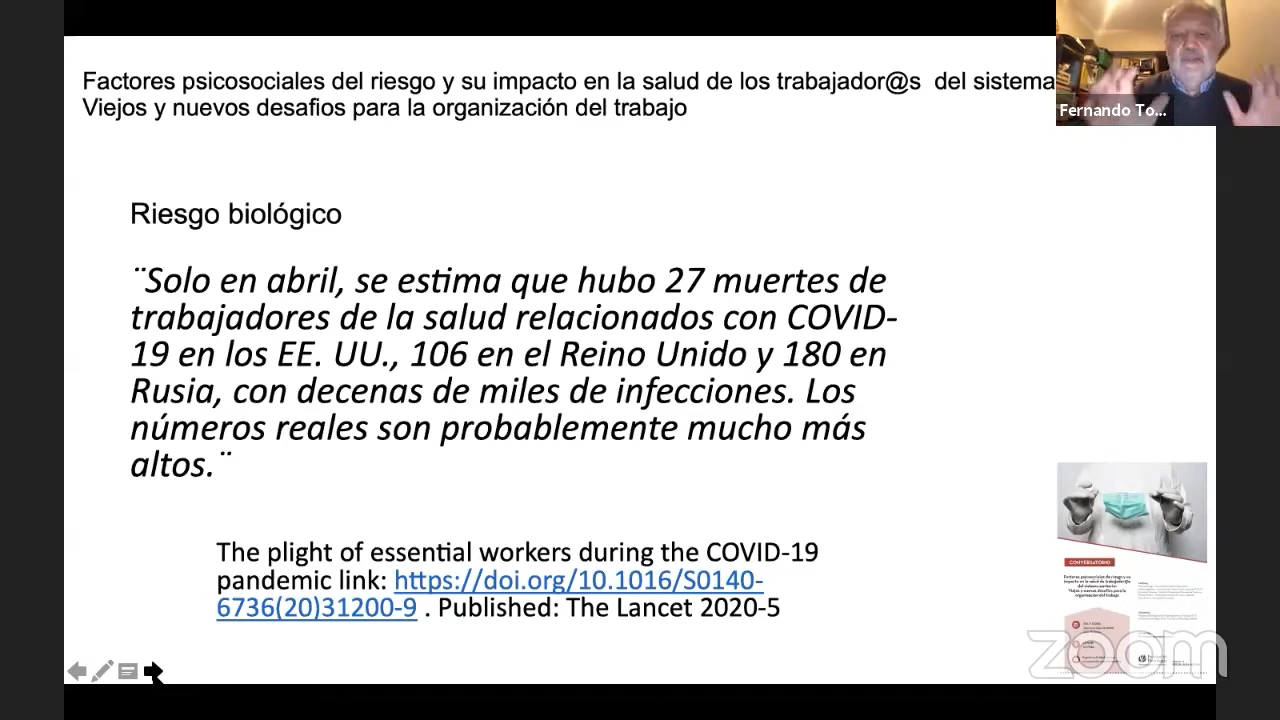 Factores psicosociales del riesgo y su impacto en la salud de los trabajador@s del sistema
Viejos y nuevos desafios para la organización del trabajo
Fernando To...
Riesgo biológico
¨Solo en abril, se estima que hubo 27 muertes de
trabajadores de la salud relacionados con COVID-
19 en los EE. UU., 106 en el Reino Unido y 180 en
Rusia, con decenas de miles de infecciones. Los
números reales son probablemente mucho más
altos.¨
The plight of essential workers during the COVID-19
pandemic link: https://doi.org/10.1016/S0140-
6736(20)31200-9 . Published: The Lancet 2020-5
CONVERSATORIO
zoom